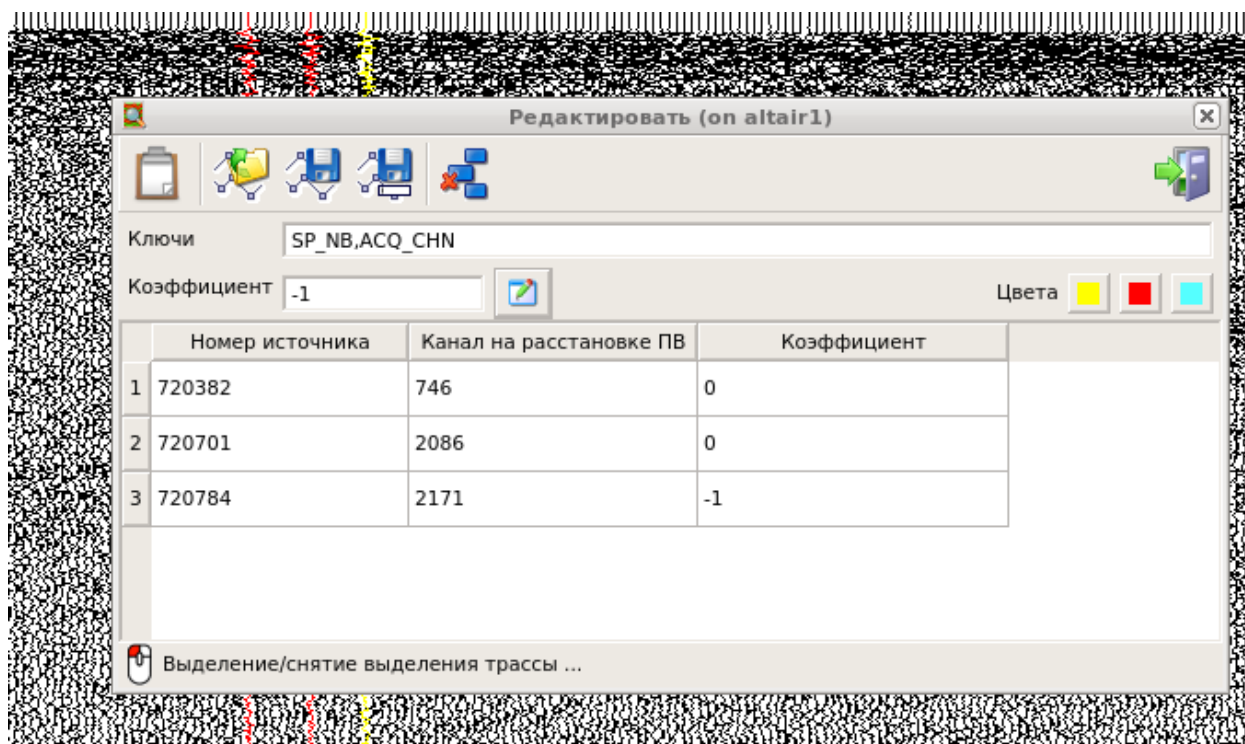 Редактировать (on altair1)
Ключи SP_NB,ACQ_CHN
Коэффициент -1 Цвета
Номер источника Канал на расстановке ПВ Коэффициент
1 720382 746 0
2 720701 2086 0
3 720784 2171 -1
Выделение/снятие выделения трассы ...